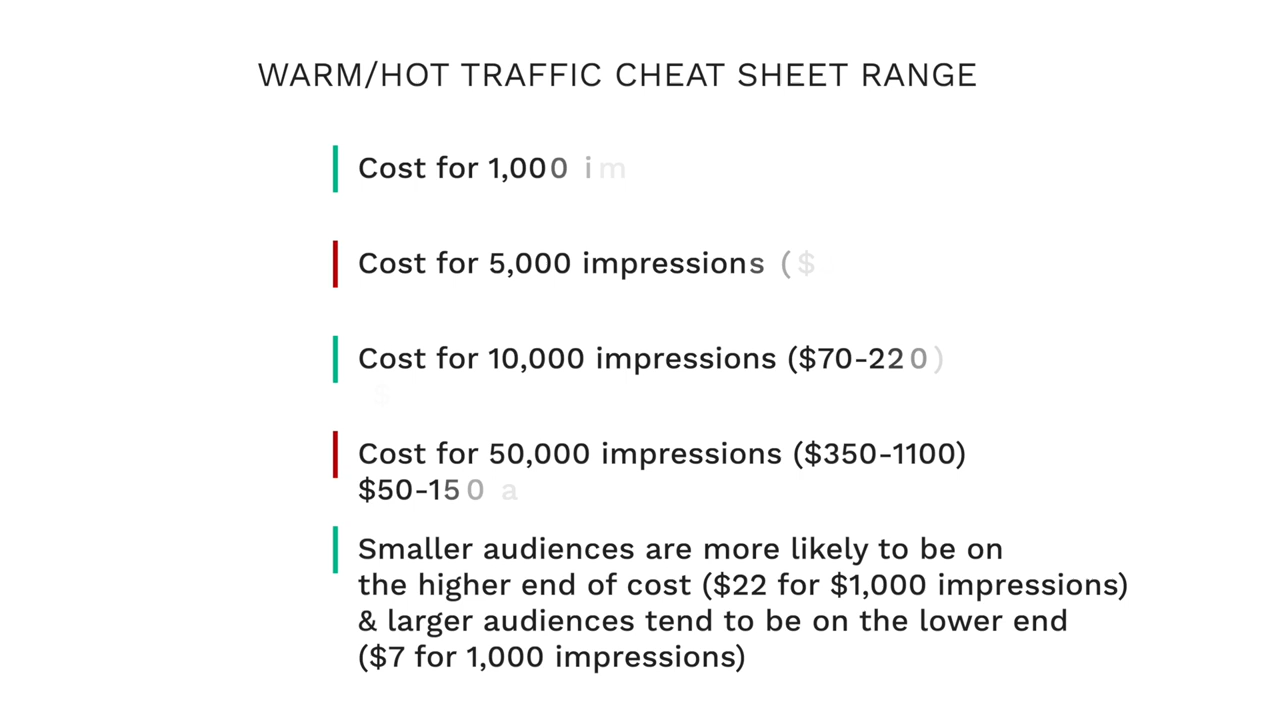 WARM/HOT TRAFFIC CHEAT SHEET RANGE
Cost for 1,000 im
Cost for 5,000 impressions ($
Cost for 10,000 impressions ($70-220)
$
Cost for 50,000 impressions ($350-1100)
$50-150 a
Smaller audiences are more likely to be on
the higher end of cost ($22 for $1,000 impressions)
& larger audiences tend to be on the lower end
($7 for 1,000 impressions)